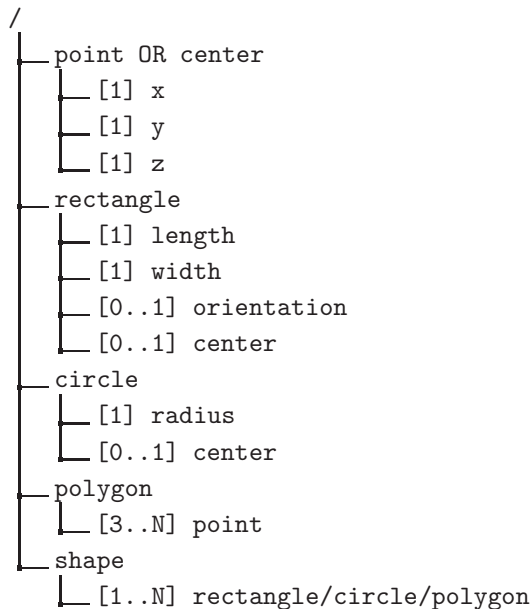 /
point OR center
[1] x
[1] y
[1] z
rectangle
[1] length
[1] width
[0..1] orientation
[0..1] center
circle
[1] radius
[0..1] center
polygon
[3..N] point
shape
[1..N] rectangle/circle/polygon